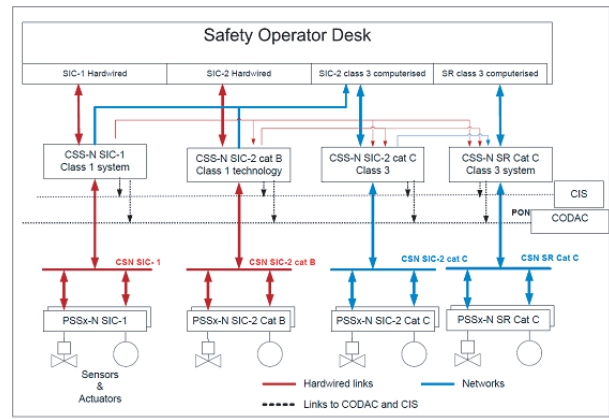 Safety Operator Desk
SIC-1 Hardwired
SIC-2 Hardwired
SIC-2 class 3 computerised
SR class 3 computerised
CSS-N SIC-1
Class 1 system
CSS-N SIC-2 cat B
Class 1 technology
CSS-N SIC-2 cat C
Class 3
CSS-N SR Cat C
Class 3 system
CIS
PON
CODAC
CSN SIC- 1
CSN SIC-2 cat B
CSN SIC-2 cat C
CSN SR Cat C
PSSx-N SIC-1
PSSx-N SIC-2 Cat B
PSSx-N SIC-2 Cat C
PSSx-N SR Cat C
Sensors
&
Actuators
Hardwired links
Networks
Links to CODAC and CIS